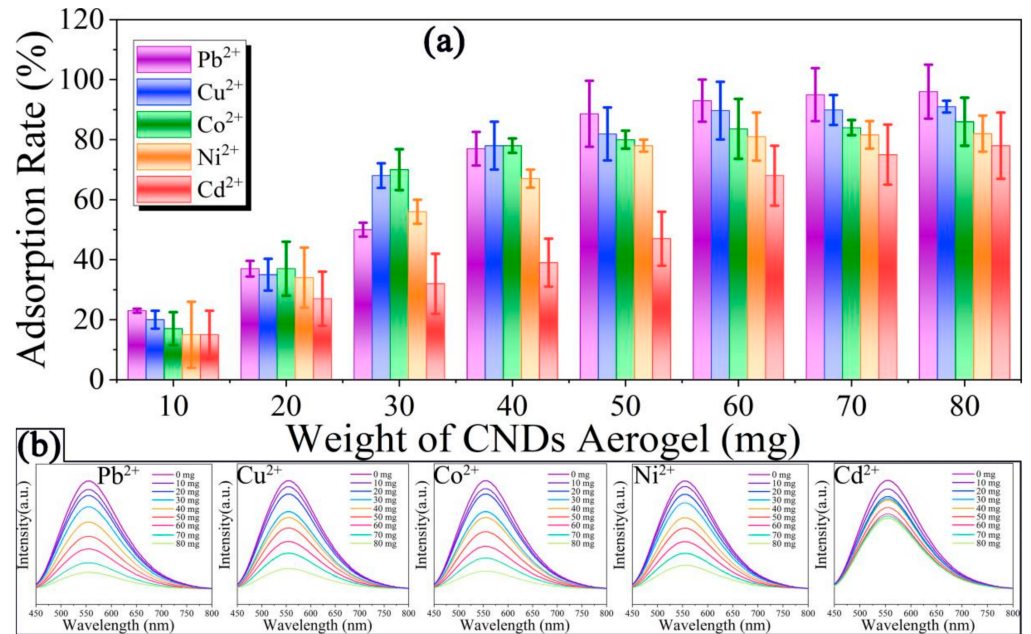 (a)
Adsorption Rate (%)
120
100
80
60
40
20
0
Pb²⁺
Cu²⁺
Co²⁺
Ni²⁺
Cd²⁺
10 20 30 40 50 60 70 80
Weight of CNDs Aerogel (mg)
(b)
Pb²⁺
Intensity(a.u.)
0 mg
10 mg
20 mg
30 mg
40 mg
50 mg
60 mg
70 mg
80 mg
450 500 550 600 650 700 800
Wavelength (nm)
Cu²⁺
Intensity(a.u.)
0 mg
10 mg
20 mg
30 mg
40 mg
50 mg
60 mg
70 mg
80 mg
450 500 550 600 650 700 800
Wavelength (nm)
Co²⁺
Intensity(a.u.)
0 mg
10 mg
20 mg
30 mg
40 mg
50 mg
60 mg
70 mg
80 mg
450 500 550 600 650 700 800
Wavelength (nm)
Ni²⁺
Intensity(a.u.)
0 mg
10 mg
20 mg
30 mg
40 mg
50 mg
60 mg
70 mg
80 mg
450 500 550 600 650 700 800
Wavelength (nm)
Cd²⁺
Intensity(a.u.)
0 mg
10 mg
20 mg
30 mg
40 mg
50 mg
60 mg
70 mg
80 mg
450 500 550 600 650 700 800
Wavelength (nm)